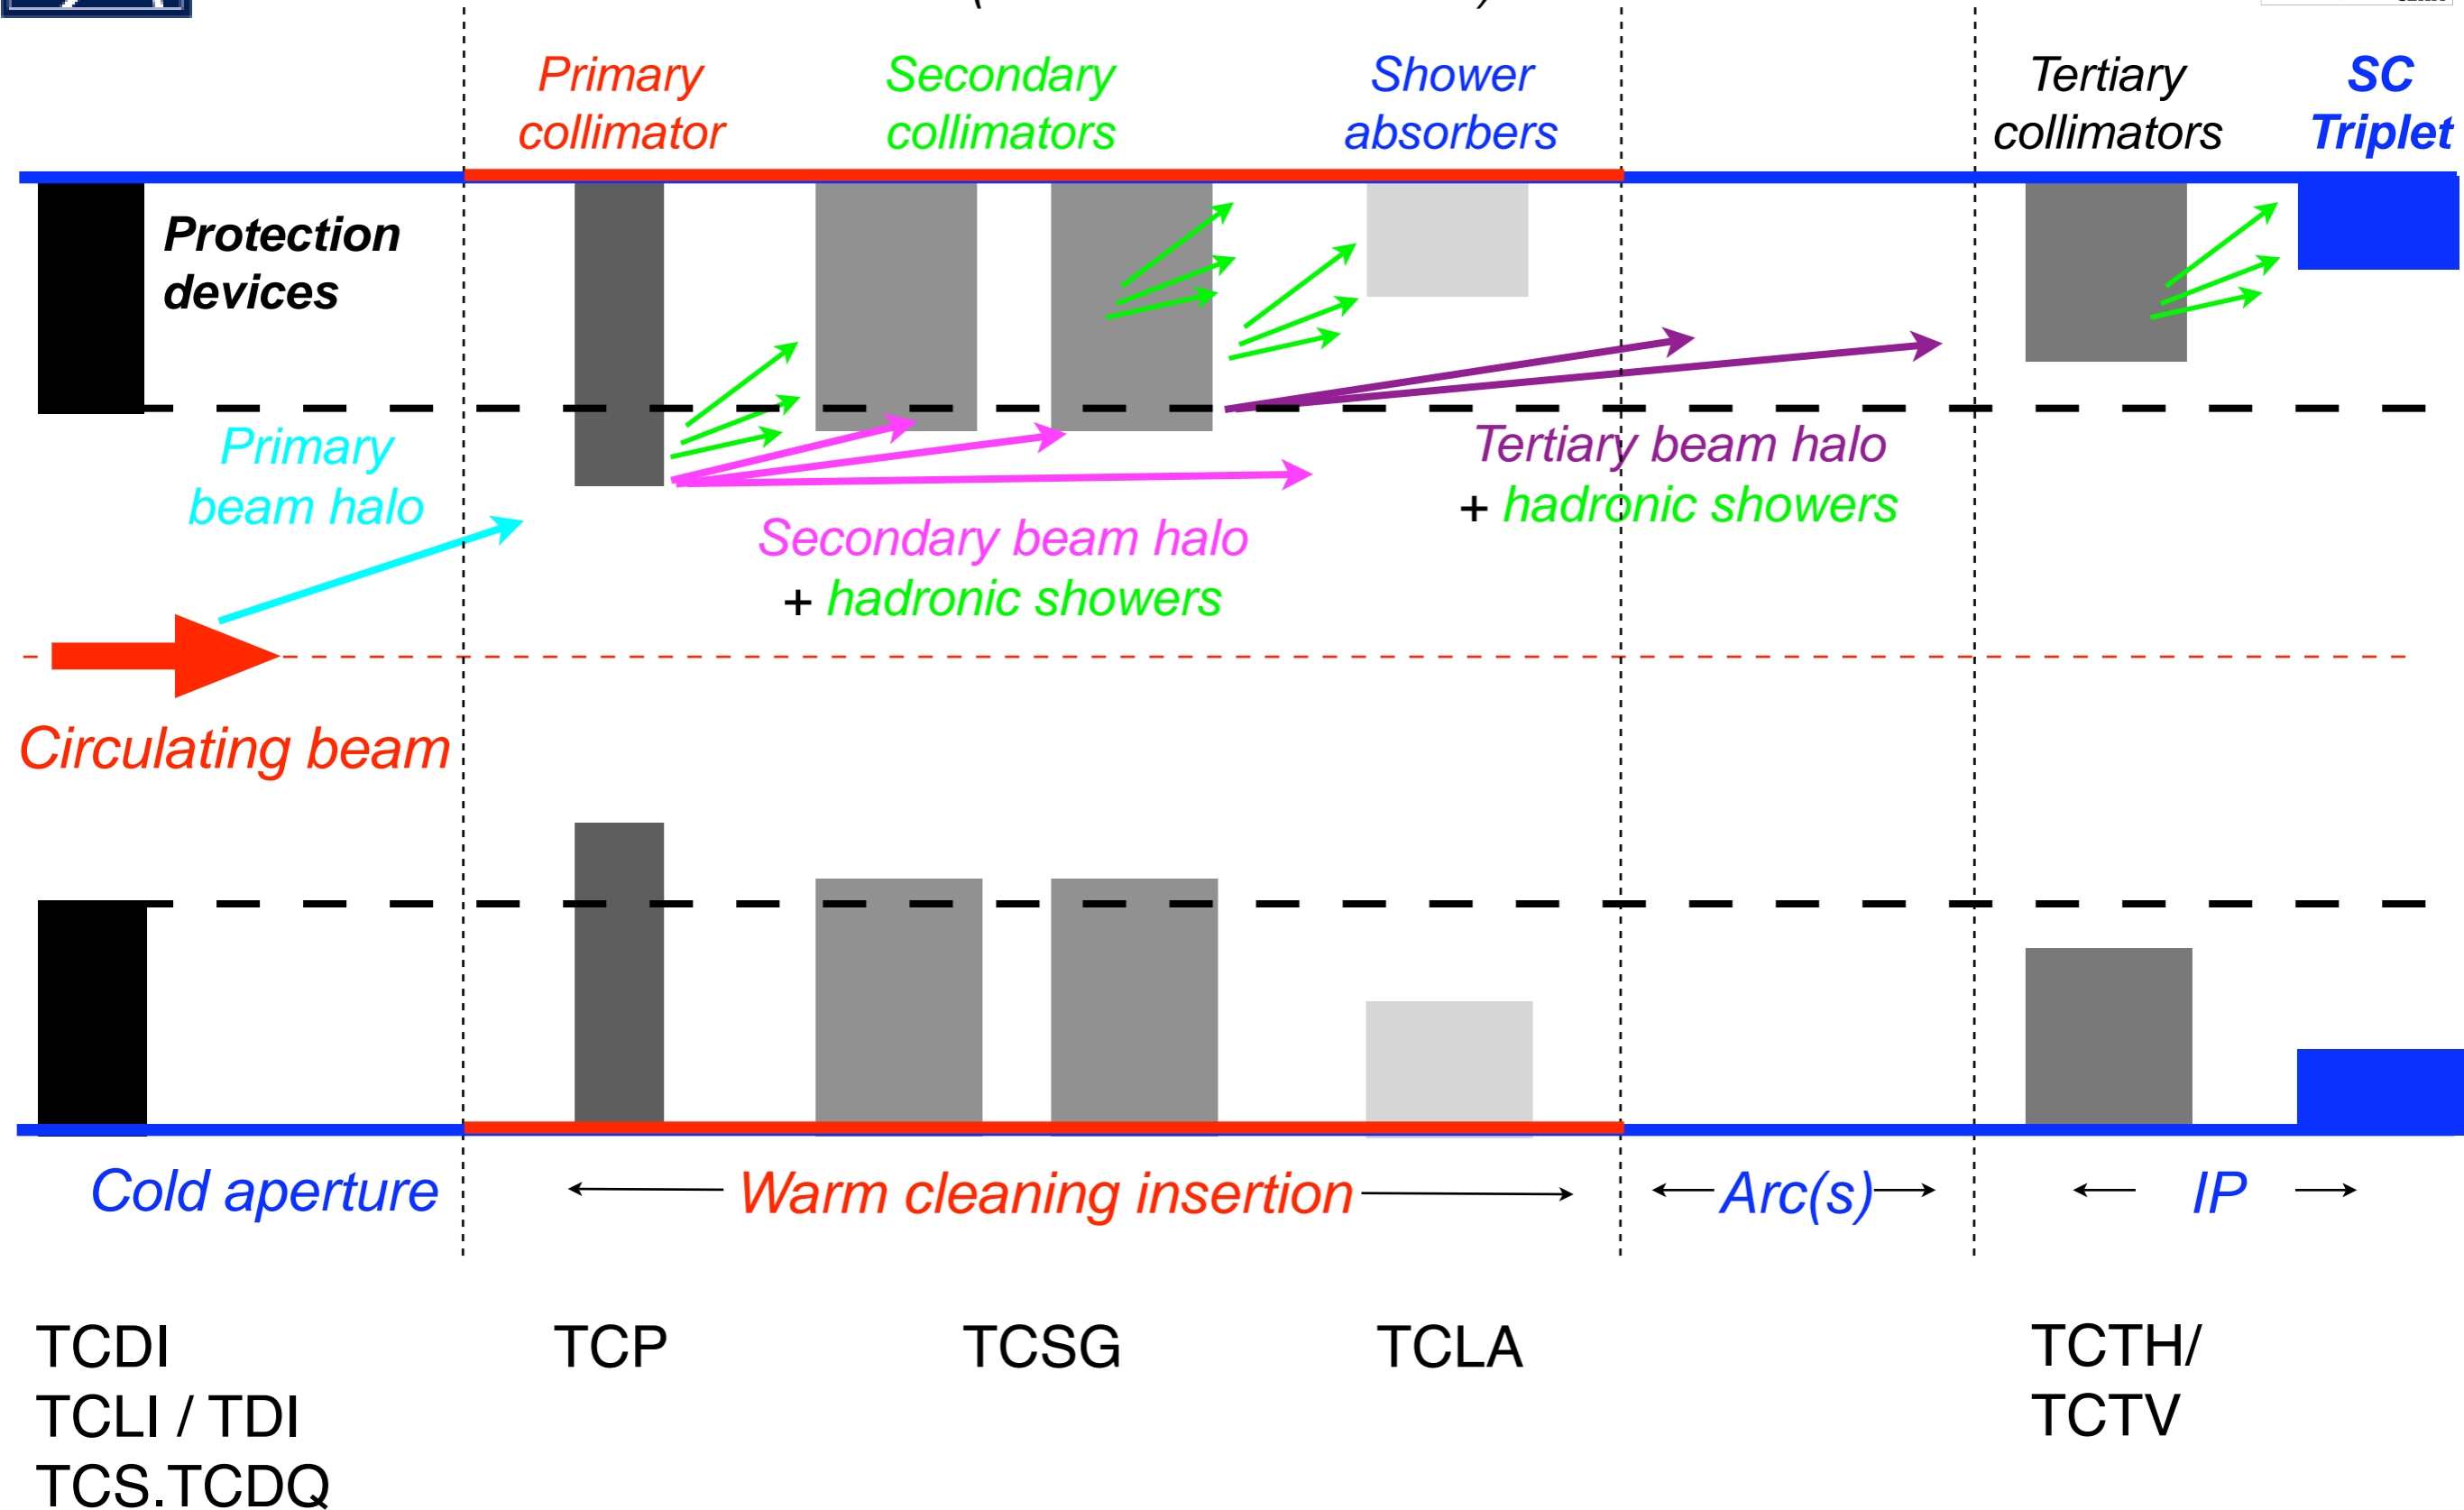 Primary
collimator
Secondary
collimators
Shower
absorbers
Tertiary
collimators
SC
Triplet
Protection
devices
Primary
beam halo
Tertiary beam halo
+ hadronic showers
Secondary beam halo
+ hadronic showers
Circulating beam
Cold aperture
Warm cleaning insertion
Arc(s)
IP
TCDI
TCLI / TDI
TCS.TCDQ
TCP
TCSG
TCLA
TCTH/
TCTV